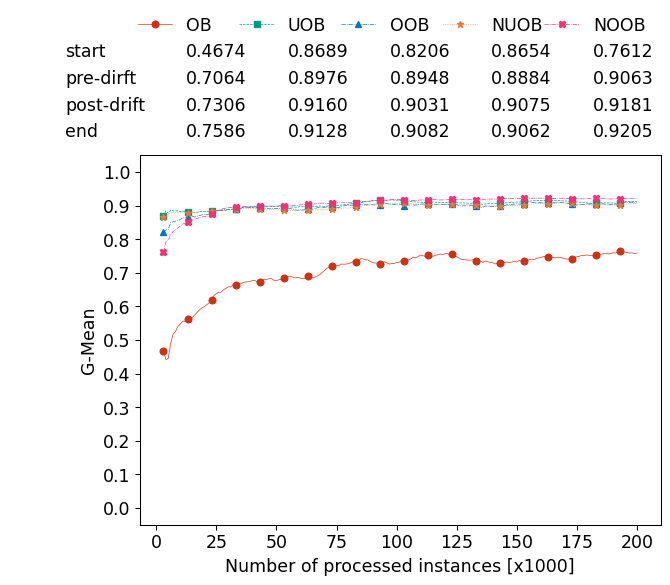 OB UOB OOB NUOB NOOB
start 0.4674 0.8689 0.8206 0.8654 0.7612
pre-dirft 0.7064 0.8976 0.8948 0.8884 0.9063
post-drift 0.7306 0.9160 0.9031 0.9075 0.9181
end 0.7586 0.9128 0.9082 0.9062 0.9205
1.0
0.9
0.8
0.7
0.6
0.5
0.4
0.3
0.2
0.1
0.0
G-Mean
0 25 50 75 100 125 150 175 200
Number of processed instances [x1000]